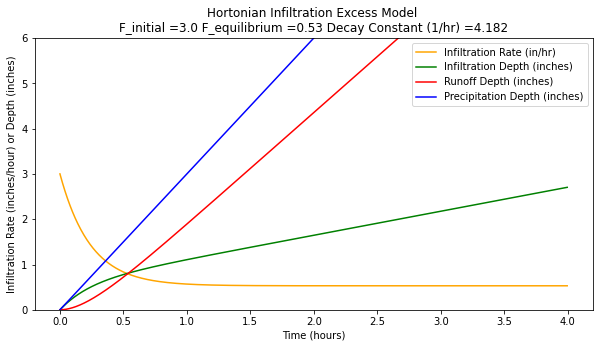 Hortonian Infiltration Excess Model
F_initial =3.0 F_equilibrium =0.53 Decay Constant (1/hr) =4.182
Infiltration Rate (in/hr)
Infiltration Depth (inches)
Runoff Depth (inches)
Precipitation Depth (inches)
Infiltration Rate (inches/hour) or Depth (inches)
6
5
4
3
2
1
0
0.0 0.5 1.0 1.5 2.0 2.5 3.0 3.5 4.0
Time (hours)